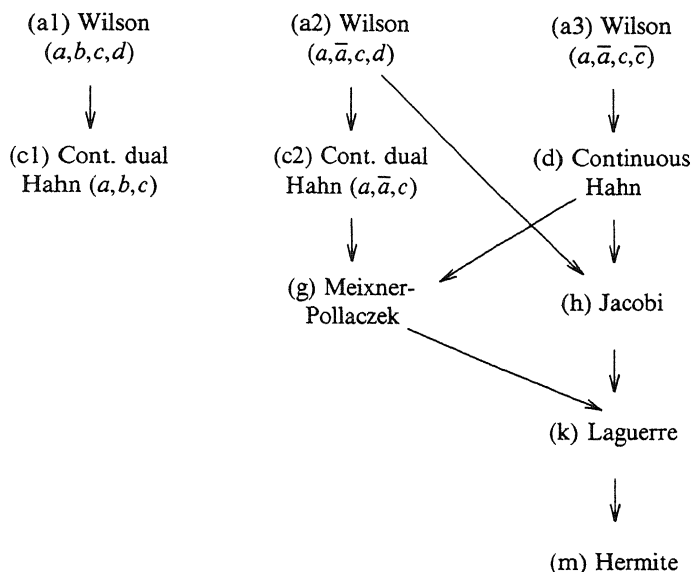 (a1) Wilson
(a,b,c,d)
(a2) Wilson
(a,a̅,c,d)
(a3) Wilson
(a,a̅,c,c̅)
(c1) Cont. dual
Hahn (a,b,c)
(c2) Cont. dual
Hahn (a,a̅,c)
(d) Continuous
Hahn
(g) Meixner-
Pollaczek
(h) Jacobi
(k) Laguerre
(m) Hermite